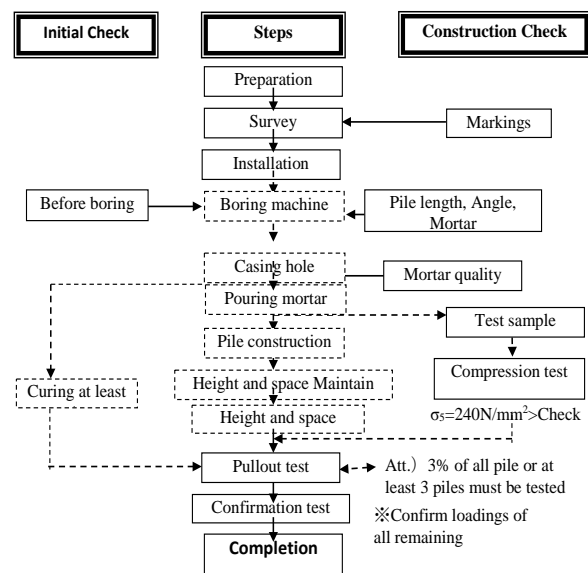 Initial Check
Steps
Construction Check
Preparation
Survey
Markings
Installation
Before boring
Boring machine
Pile length, Angle,
Mortar
Casing hole
Mortar quality
Pouring mortar
Test sample
Pile construction
Compression test
Curing at least
Height and space Maintain
σ₅=240N/mm²>Check
Height and space
Pullout test
Att.）3% of all pile or at
least 3 piles must be tested
Confirmation test
※Confirm loadings of
all remaining
Completion